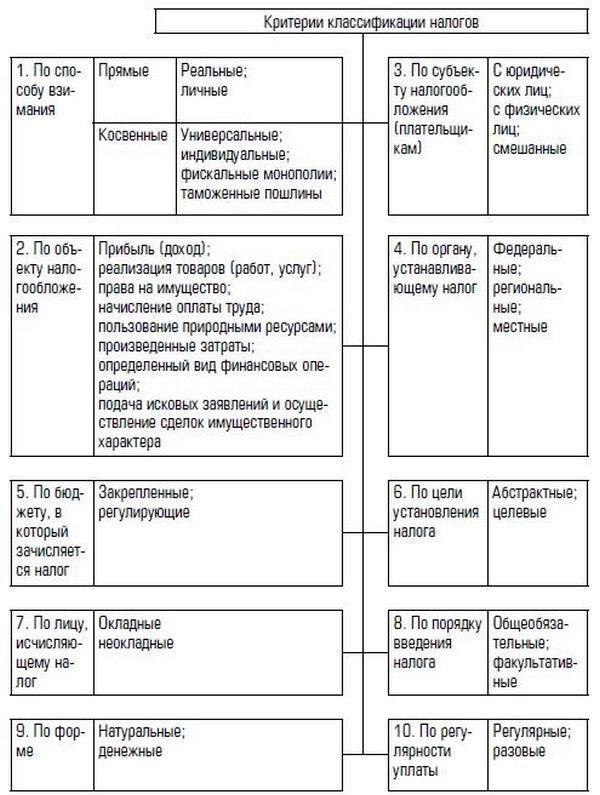 Критерии классификации налогов
1. По спо-
собу взи-
мания
Прямые
Реальные;
личные
Косвенные
Универсальные;
индивидуальные;
фискальные монополии;
таможенные пошлины
3. По субъек-
ту налогооб-
ложения
(плательщи-
кам)
С юридичес-
ких лиц;
с физических
лиц;
смешанные
2. По объ-
екту нало-
гообложе-
ния
Прибыль (доход);
реализация товаров (работ, услуг);
права на имущество;
начисление оплаты труда;
пользование природными ресурсами;
произведенные затраты;
определенный вид финансовых опе-
раций;
подача исковых заявлений и осуще-
ствление сделок имущественного
характера
4. По органу,
устанавлива-
ющему налог
Федераль-
ные;
региональ-
ные;
местные
5. По бюд-
жету, в
который
зачисляет-
ся налог
Закрепленные;
регулирующие
6. По цели
установления
налога
Абстрактные;
целевые
7. По лицу,
исчисляю-
щему на-
лог
Окладные
неокладные
8. По порядку
введения
налога
Общеобяза-
тельные;
факультатив-
ные
9. По фор-
ме
Натуральные;
денежные
10. По регу-
лярности
уплаты
Регулярные;
разовые